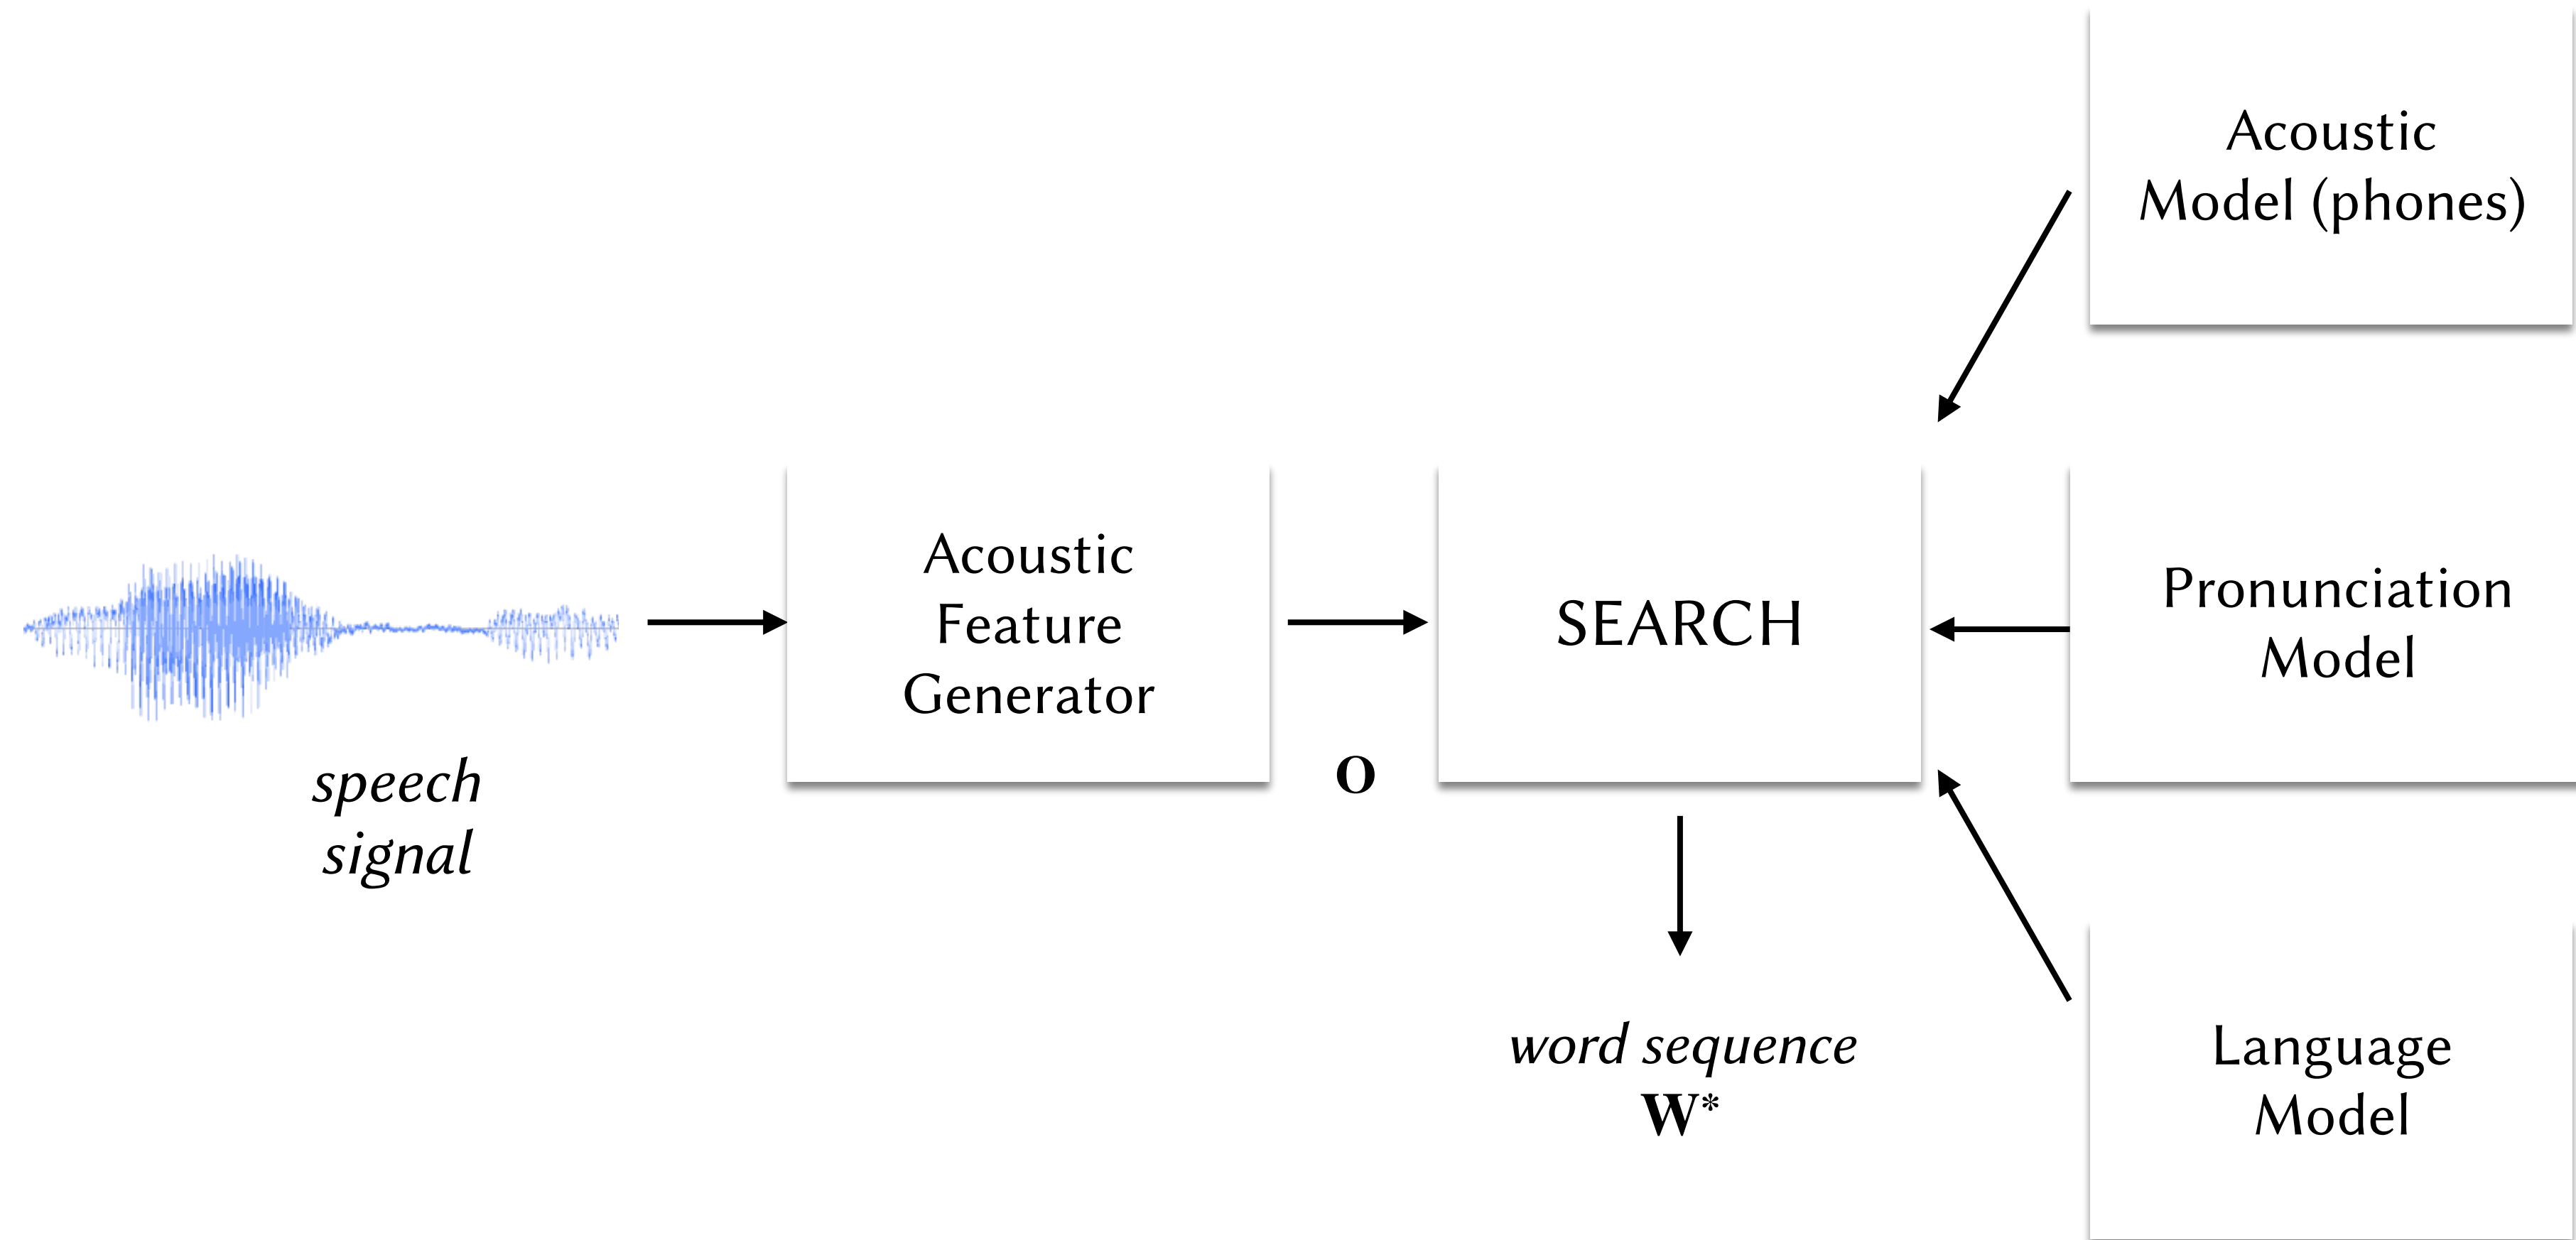 Acoustic
Model (phones)
Acoustic
Feature
Generator
SEARCH
Pronunciation
Model
speech
signal
O
word sequence
W*
Language
Model